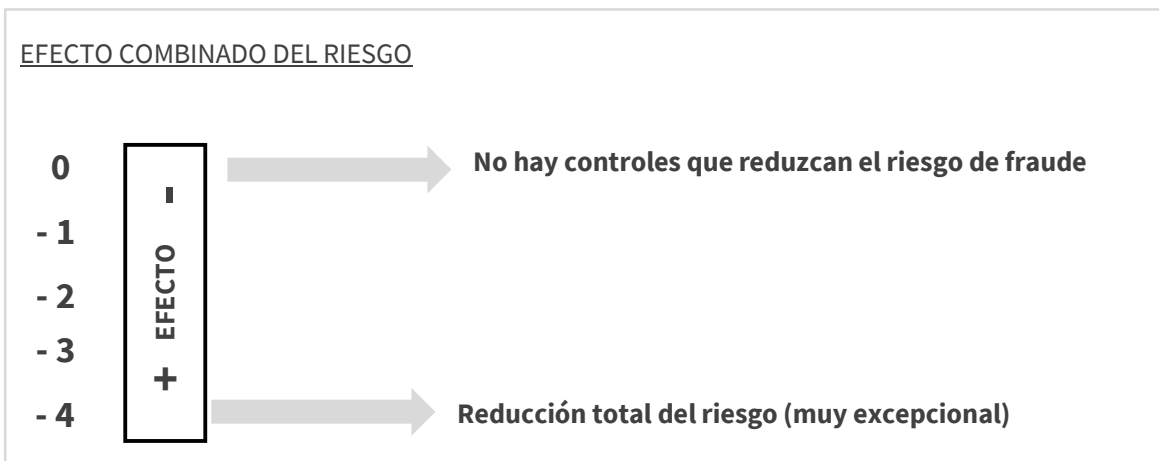 EFECTO COMBINADO DEL RIESGO
0
No hay controles que reduzcan el riesgo de fraude
- 1
- 2
- 3
- 4
+ EFECTO -
Reducción total del riesgo (muy excepcional)